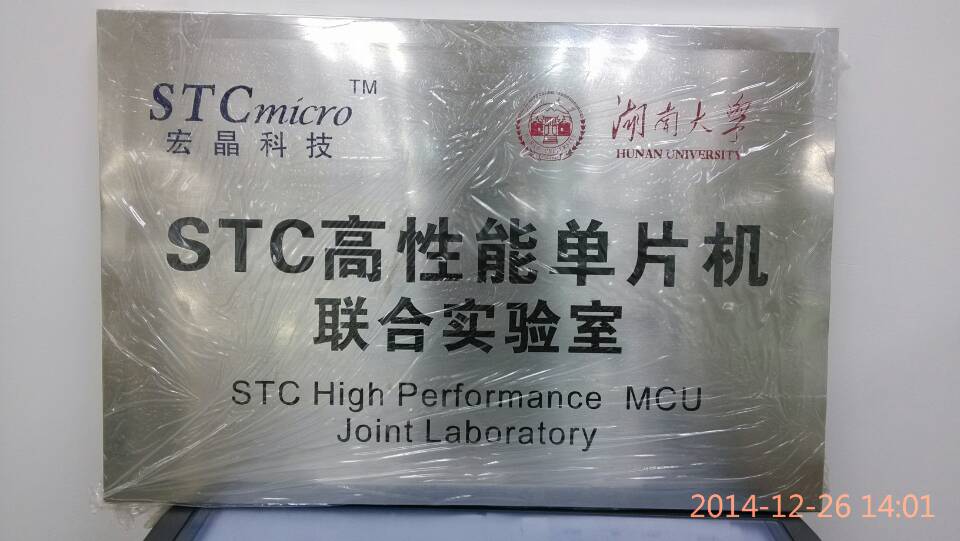 STCmicro™
宏晶科技
湖南大学
HUNAN UNIVERSITY
STC高性能单片机
联合实验室
STC High Performance MCU
Joint Laboratory
2014-12-26 14:01